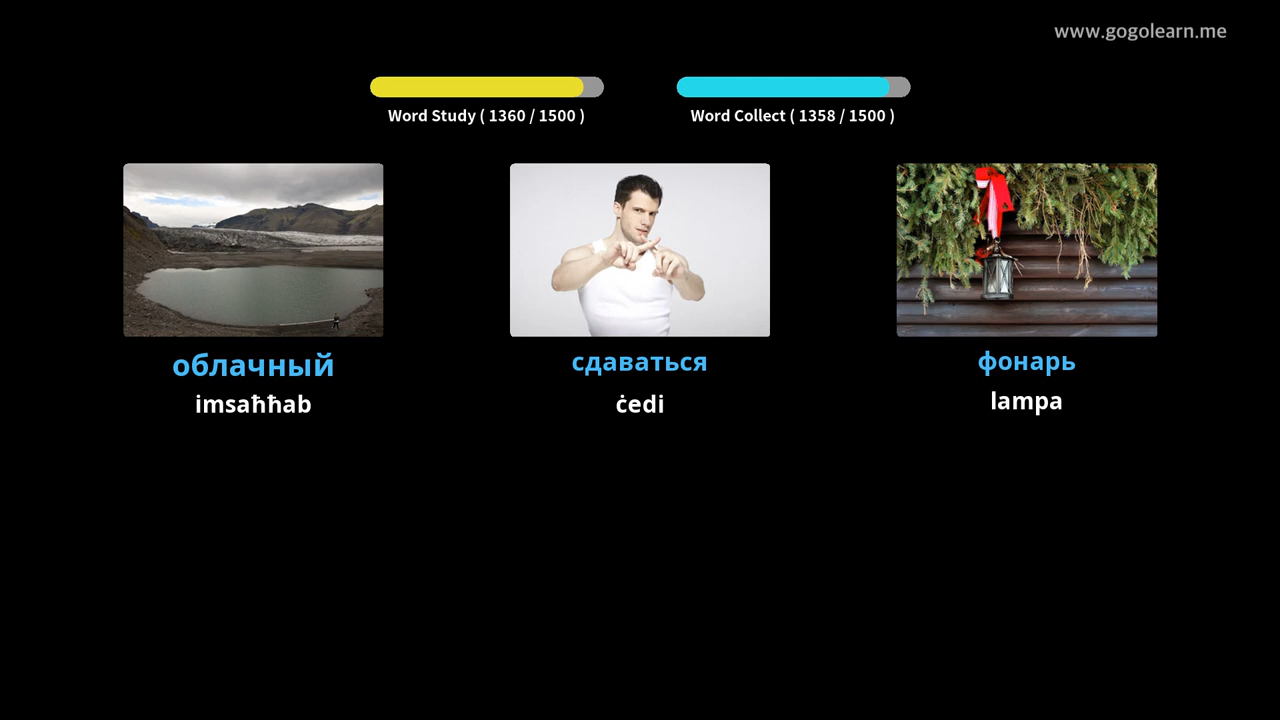 www.gogolearn.me
Word Study ( 1360 / 1500 )
Word Collect ( 1358 / 1500 )
облачный
imsaħħab
сдаваться
ċedi
фонарь
lampa